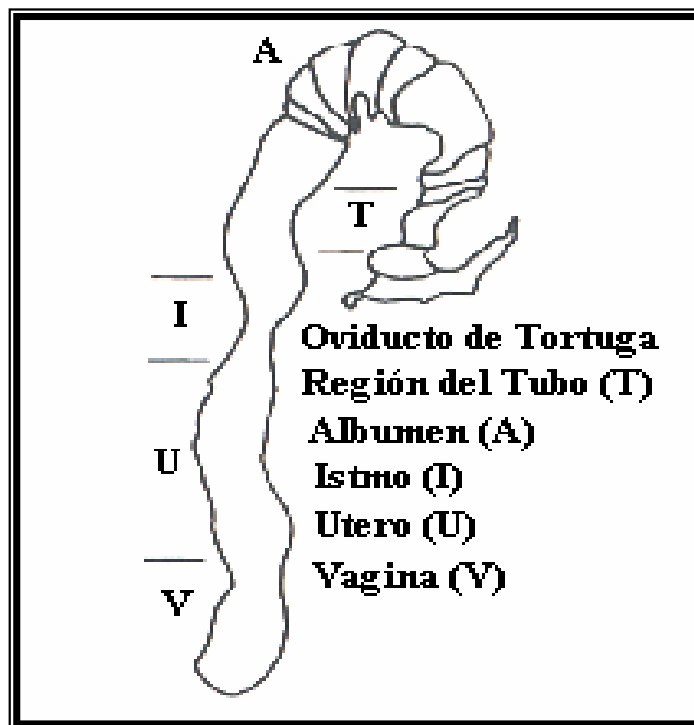 A
T
I
Oviducto de Tortuga
Región del Tubo (T)
Albumen (A)
U
Istmo (I)
Utero (U)
V
Vagina (V)